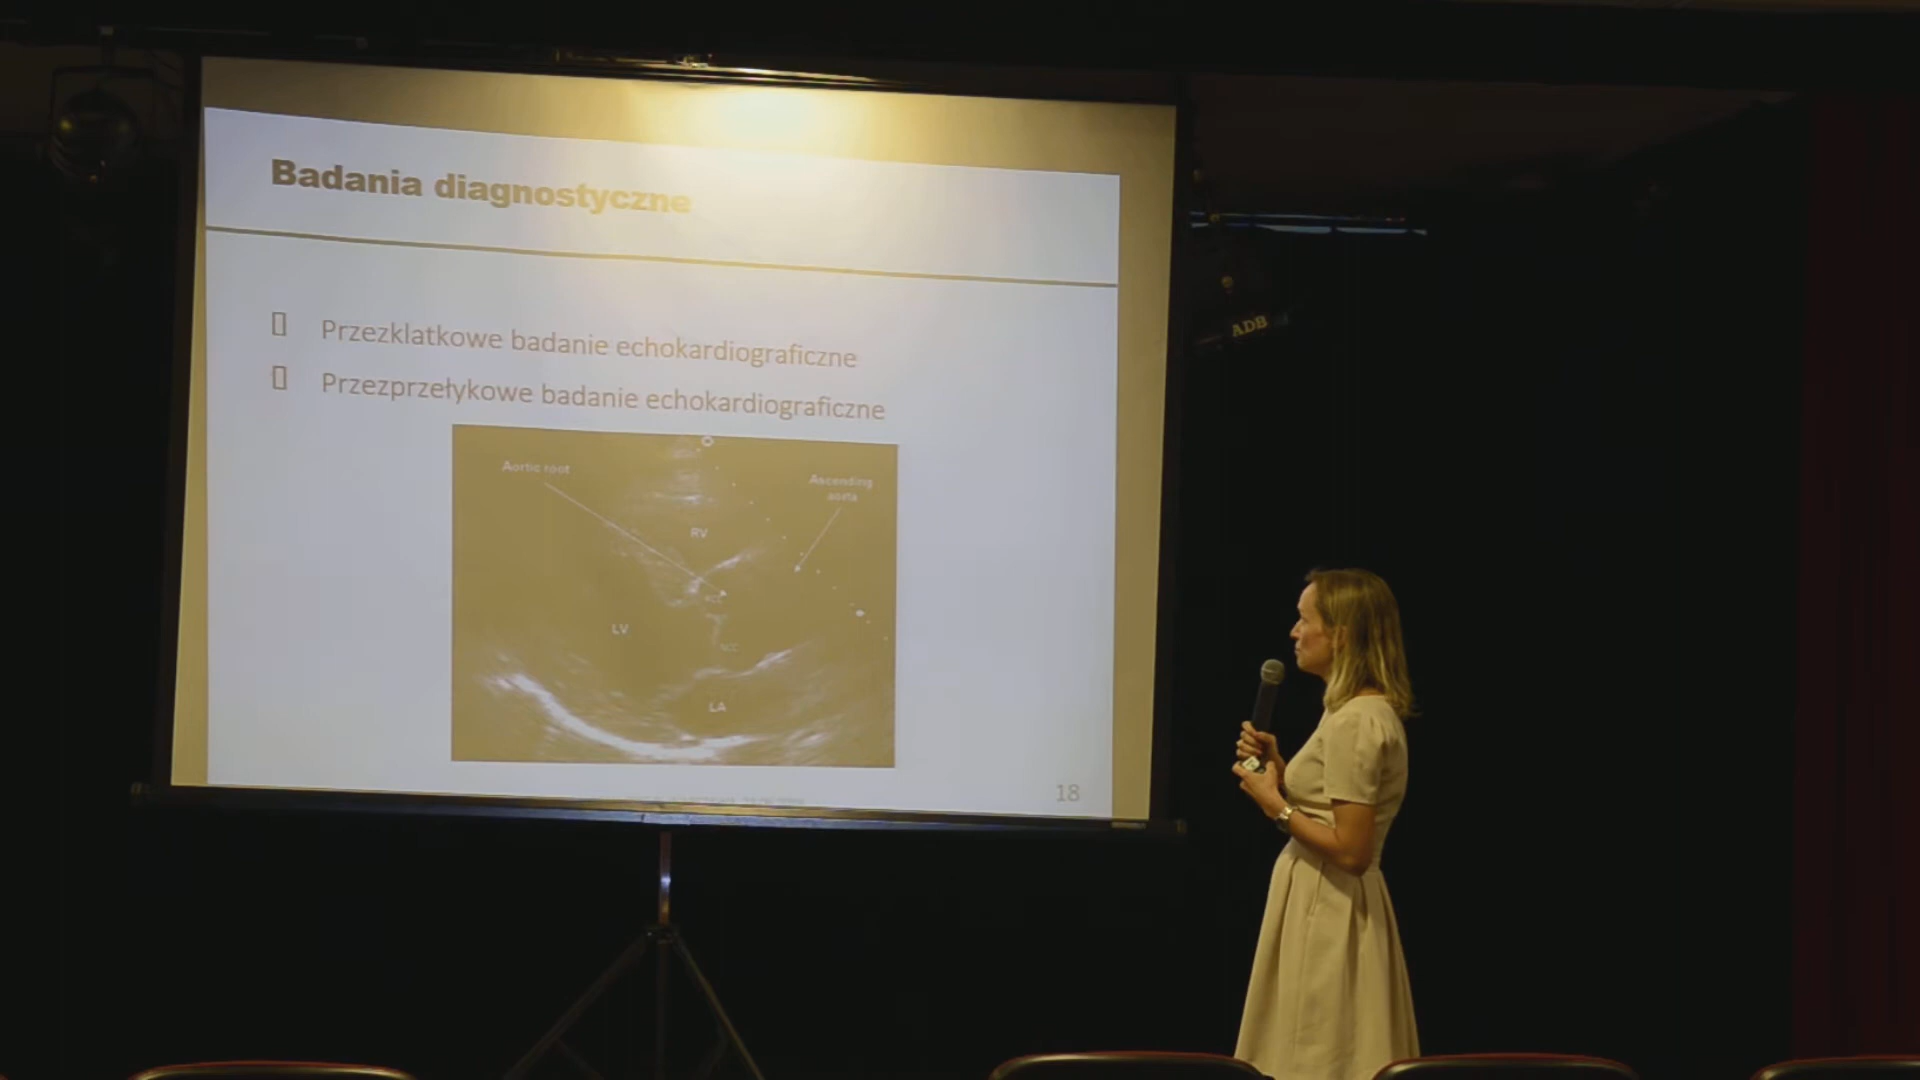 Badania diagnostyczne
Przezklatkowe badanie echokardiograficzne
Przezprzełykowe badanie echokardiograficzne
Aortic root
Ascending
aorta
RV
LV
LA
18
ADB